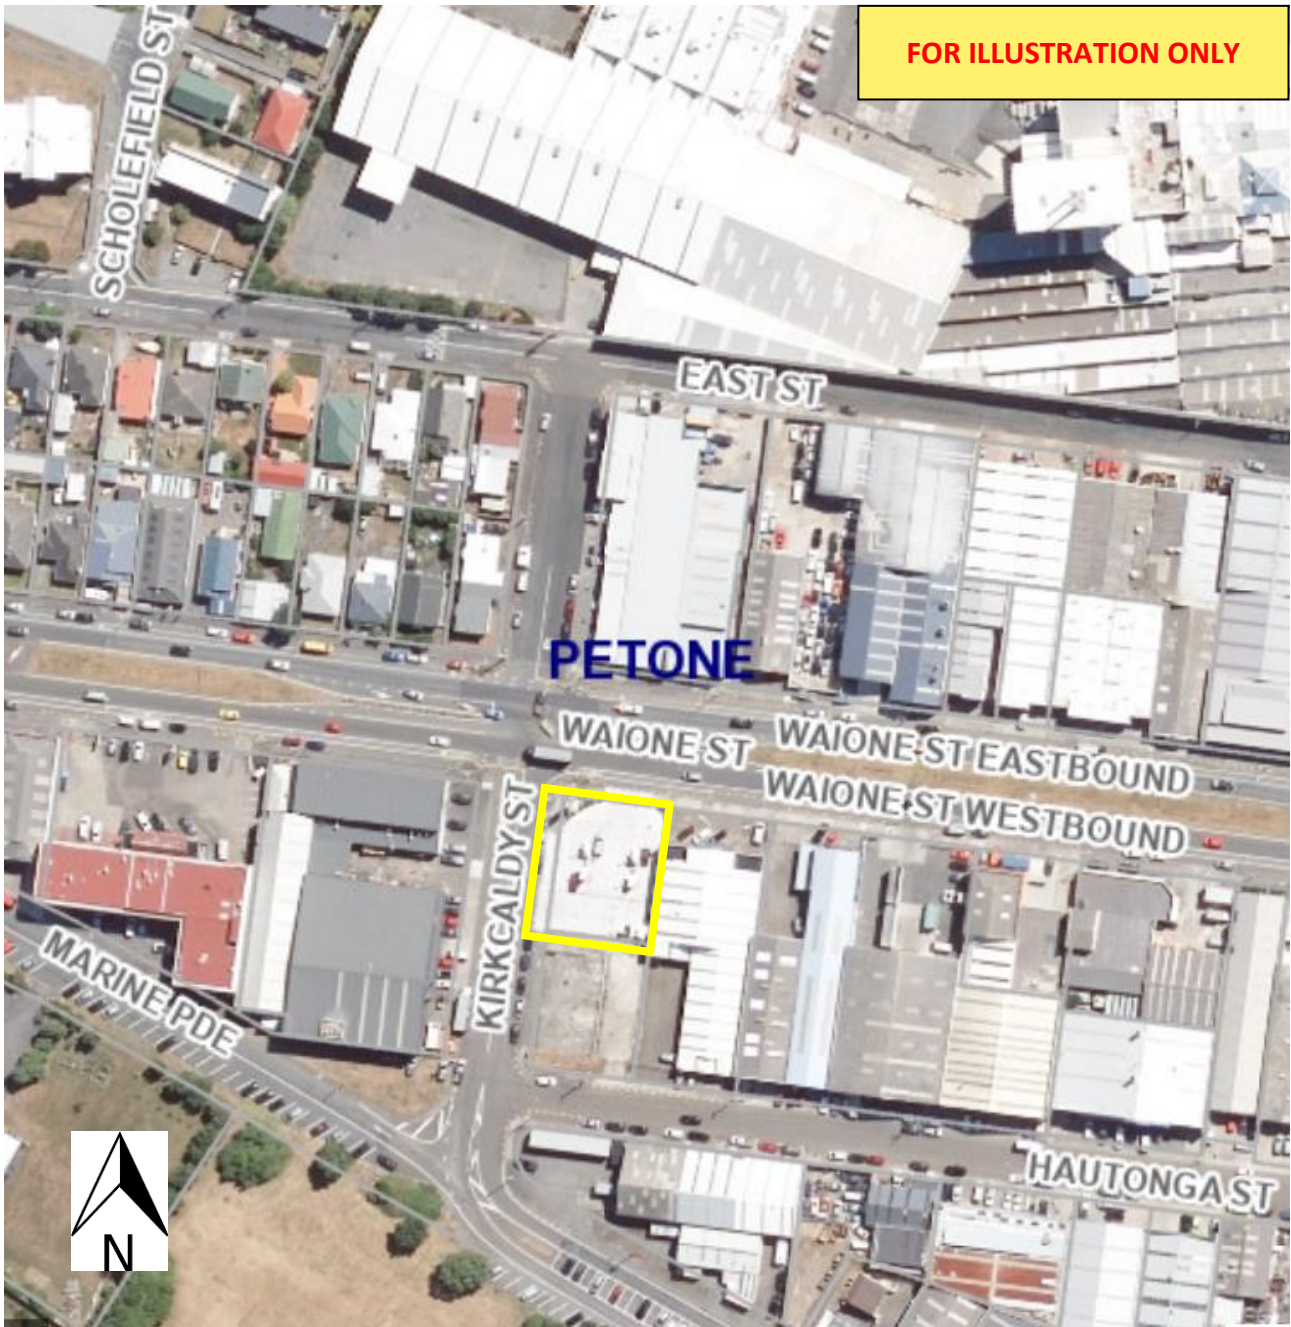 FOR ILLUSTRATION ONLY
SCHOLEFIELD ST
EAST ST
PETONE
WAIONE ST
WAIONE ST EASTBOUND
WAIONE ST WESTBOUND
KIRKCALDY ST
MARINE PDE
HAUTONGA ST
N